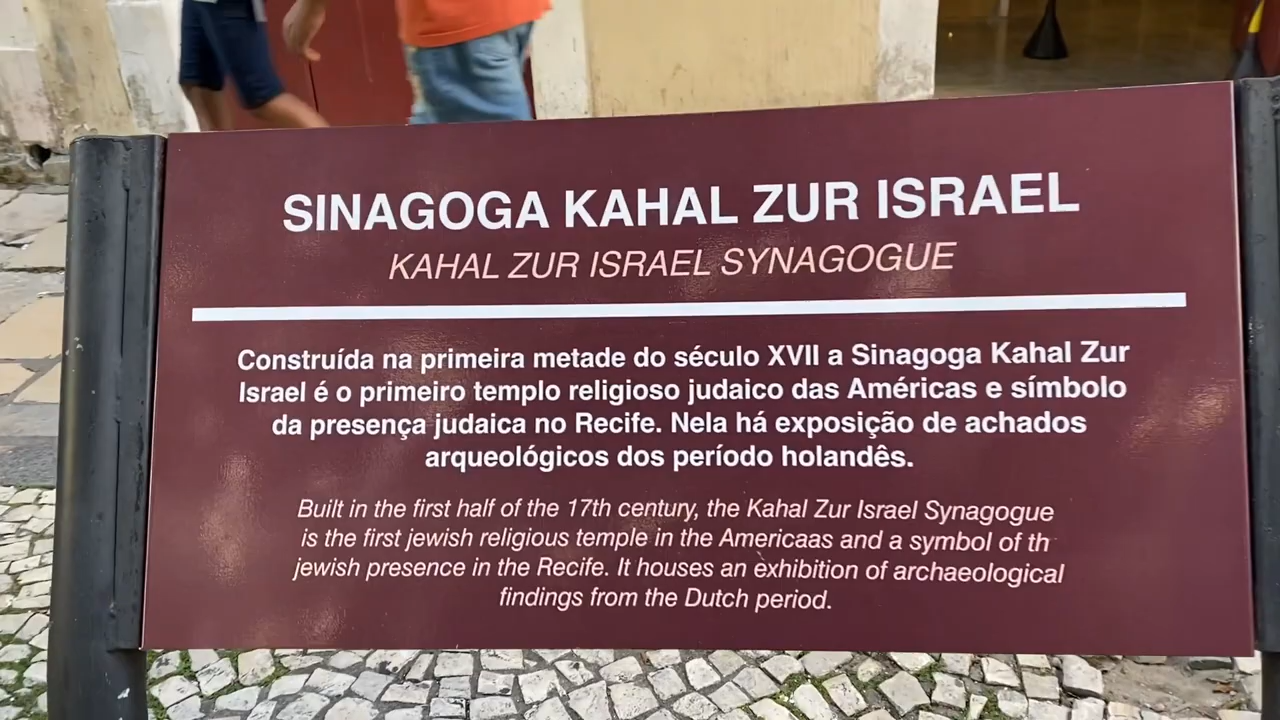 SINAGOGA KAHAL ZUR ISRAEL
KAHAL ZUR ISRAEL SYNAGOGUE
Construída na primeira metade do século XVII a Sinagoga Kahal Zur
Israel é o primeiro templo religioso judaico das Américas e símbolo
da presença judaica no Recife. Nela há exposição de achados
arqueológicos dos período holandês.
Built in the first half of the 17th century, the Kahal Zur Israel Synagogue
is the first jewish religious temple in the Americaas and a symbol of th
jewish presence in the Recife. It houses an exhibition of archaeological
findings from the Dutch period.